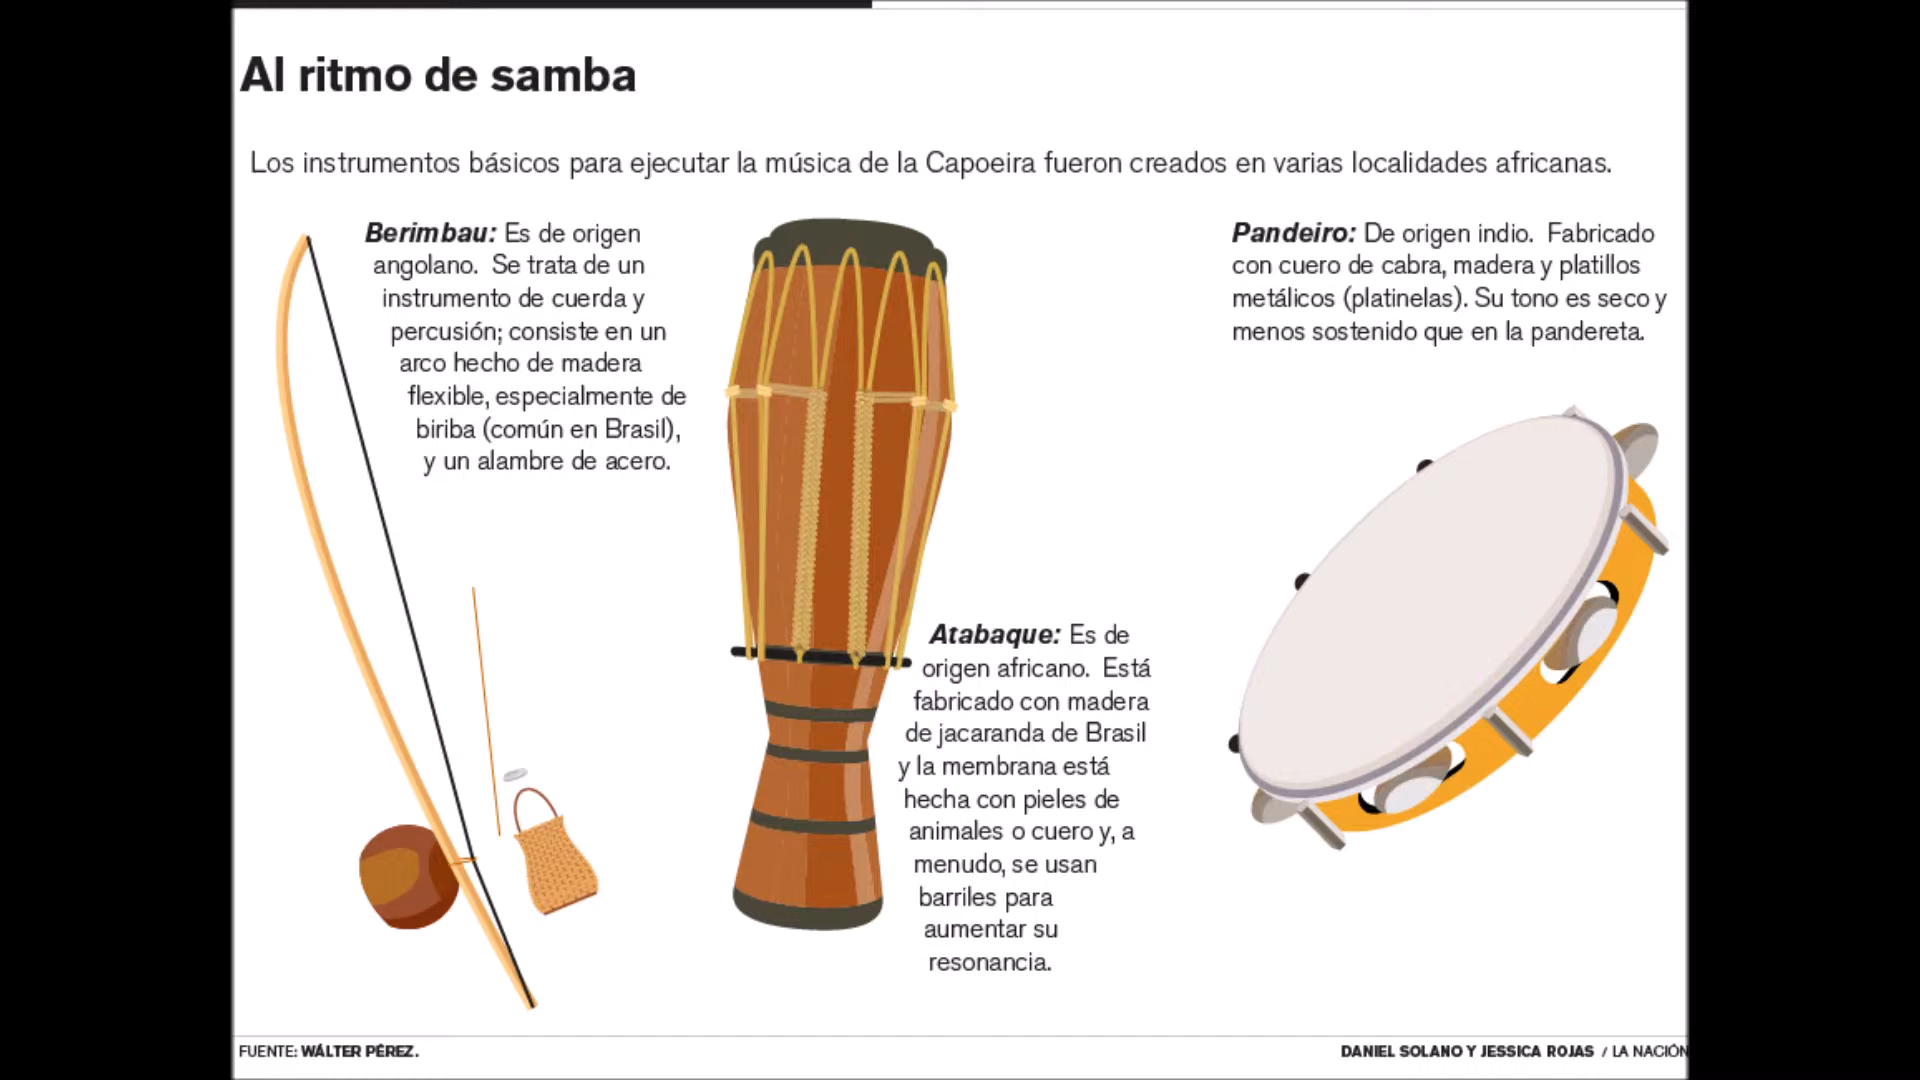 Al ritmo de samba
Los instrumentos básicos para ejecutar la música de la Capoeira fueron creados en varias localidades africanas.
Berimbau: Es de origen
angolano. Se trata de un
instrumento de cuerda y
percusión; consiste en un
arco hecho de madera
flexible, especialmente de
biriba (común en Brasil),
y un alambre de acero.
Atabaque: Es de
origen africano. Está
fabricado con madera
de jacaranda de Brasil
y la membrana está
hecha con pieles de
animales o cuero y, a
menudo, se usan
barriles para
aumentar su
resonancia.
Pandeiro: De origen indio. Fabricado
con cuero de cabra, madera y platillos
metálicos (platinelas). Su tono es seco y
menos sostenido que en la pandereta.
FUENTE: WÁLTER PÉREZ.
DANIEL SOLANO Y JESSICA ROJAS / LA NACIÓN